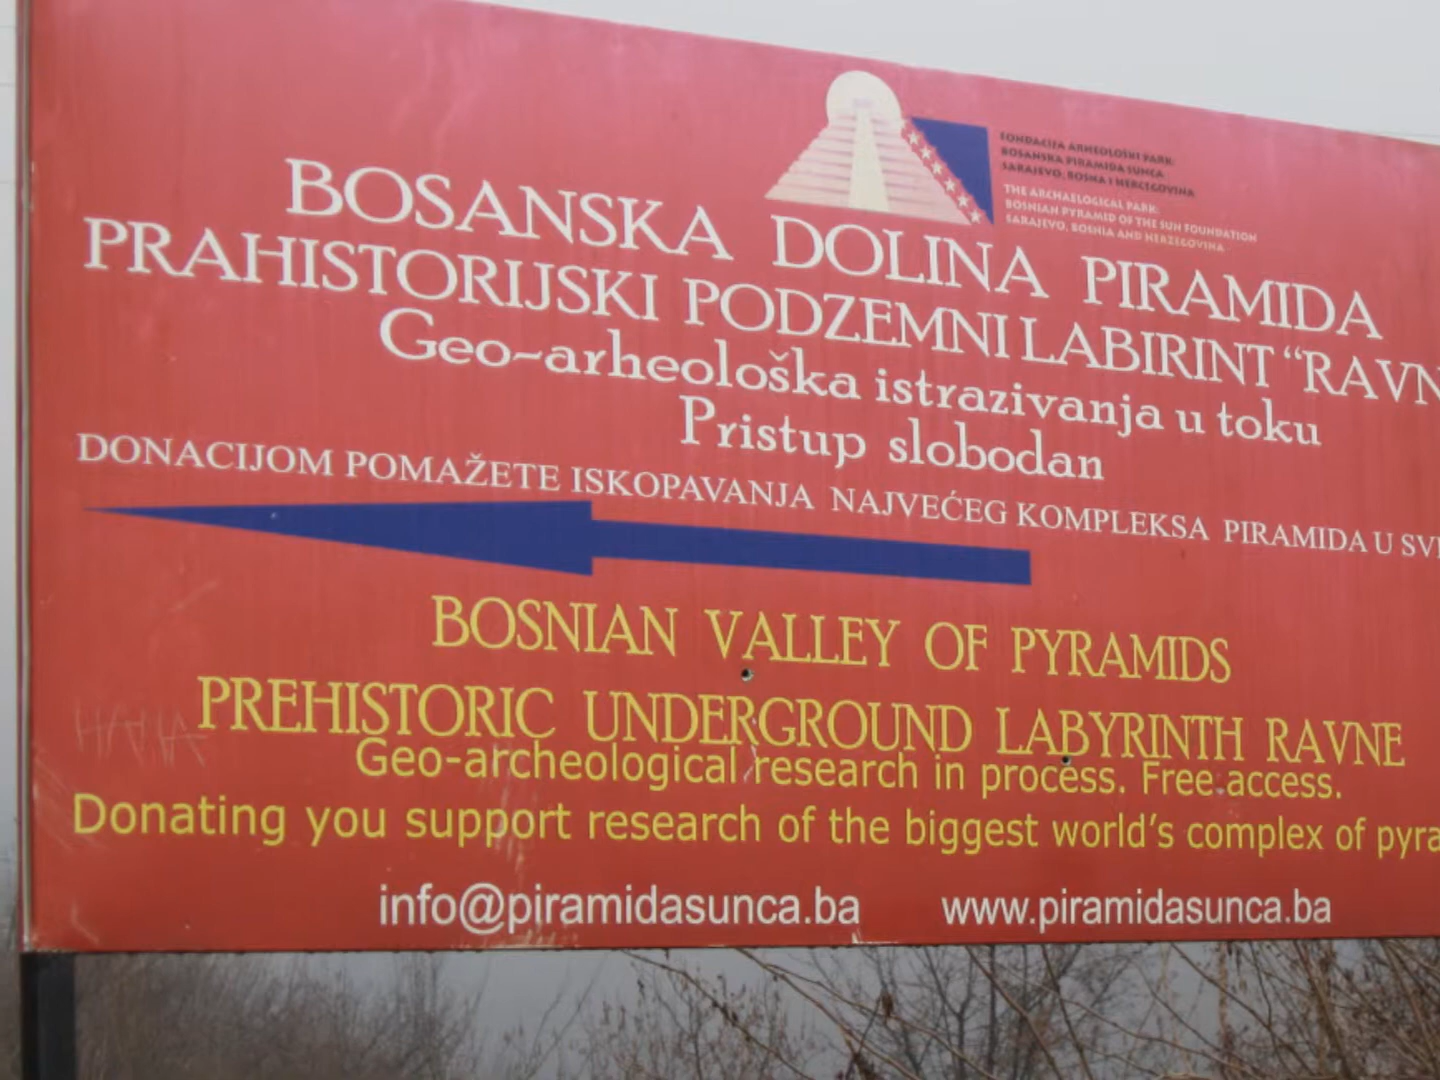 FONDACIJA ARHEOLOŠKI PARK:
BOSANSKA PIRAMIDA SUNCA
SARAJEVO, BOSNA I HERCEGOVINA
THE ARCHAELOGICAL PARK:
BOSNIAN PYRAMID OF THE SUN FOUNDATION
SARAJEVO, BOSNIA AND HERZEGOVINA
BOSANSKA DOLINA PIRAMIDA
PRAHISTORIJSKI PODZEMNI LABIRINT “RAVN
Geo-arheološka istrazivanja u toku
Pristup slobodan
DONACIJOM POMAŽETE ISKOPAVANJA NAJVEĆEG KOMPLEKSA PIRAMIDA U SV
BOSNIAN VALLEY OF PYRAMIDS
PREHISTORIC UNDERGROUND LABYRINTH RAVNE
Geo-archeological research in process. Free access.
Donating you support research of the biggest world’s complex of pyra
info@piramidasunca.ba www.piramidasunca.ba